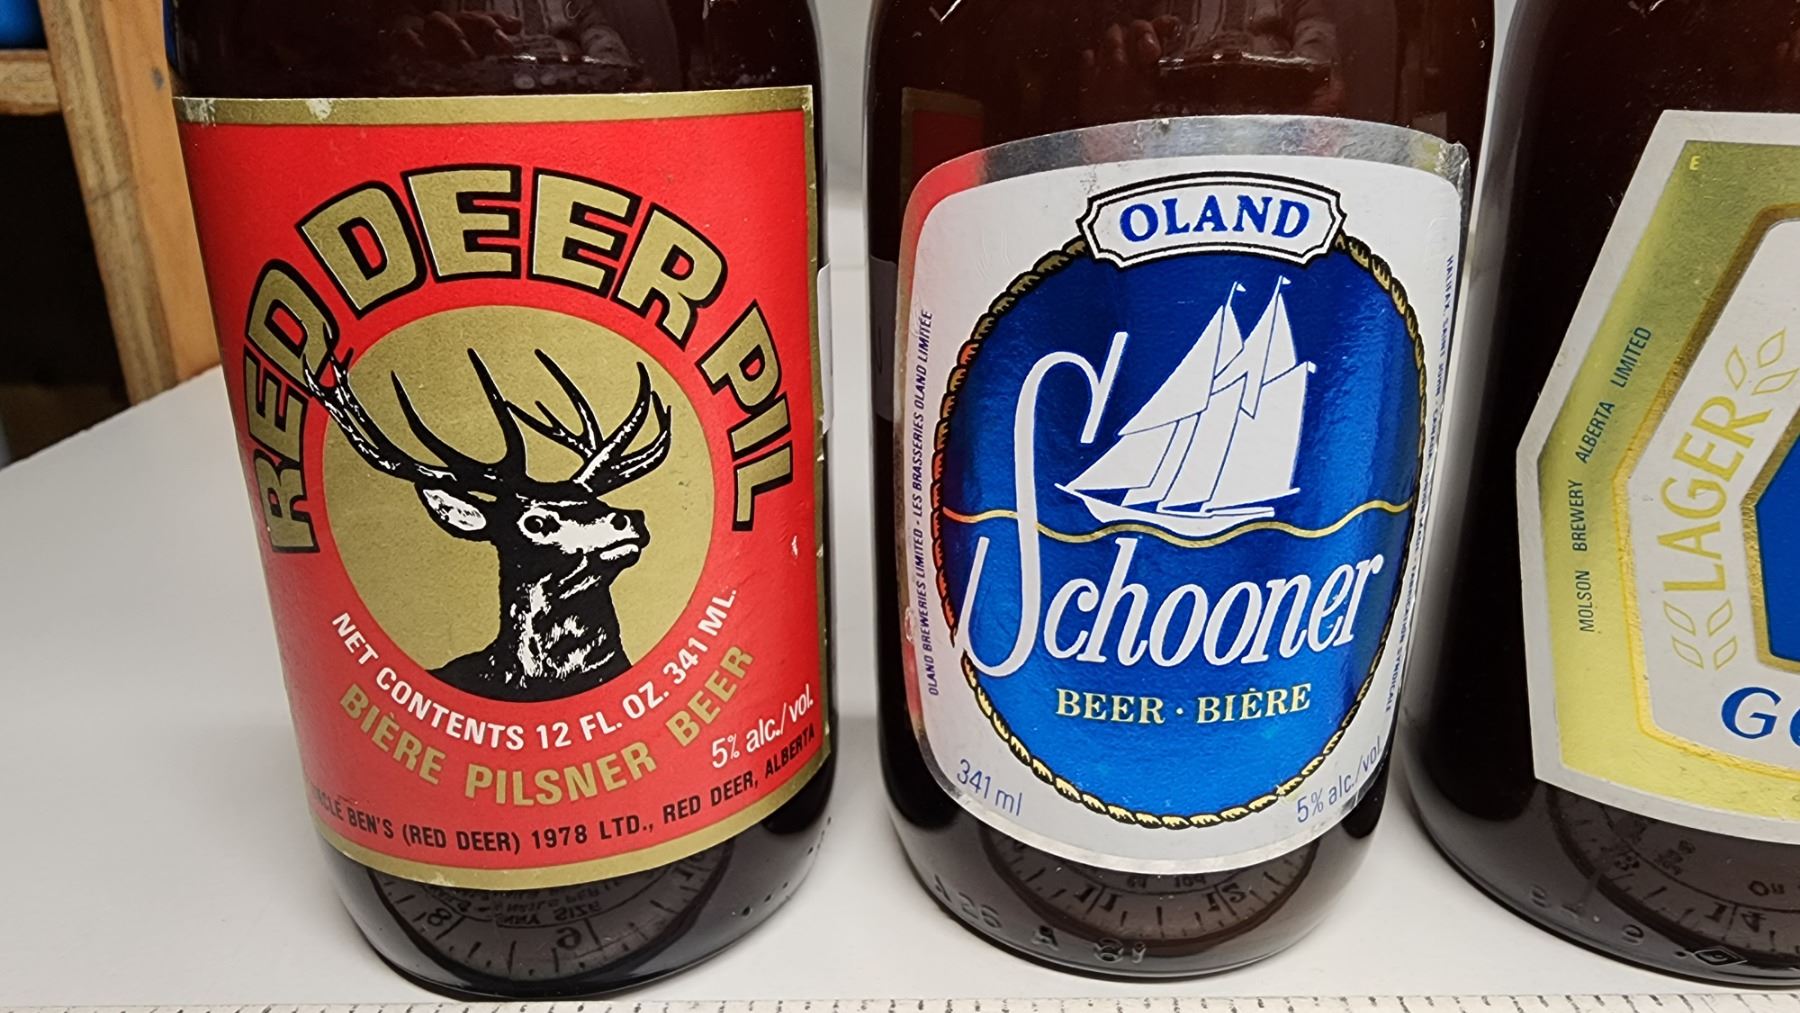 RED DEER PIL
NET CONTENTS 12 FL. OZ. 341 ML.
BIÈRE PILSNER BEER
5% alc./vol.
BEN'S (RED DEER) 1978 LTD., RED DEER, ALBERTA
OLAND
Schooner
BEER · BIÈRE
341 ml
5% alc./vol.
OLAND BREWERIES LIMITED · LES BRASSERIES OLAND LIMITÉE
E
MOLSON BREWERY ALBERTA LIMITED
LAGER